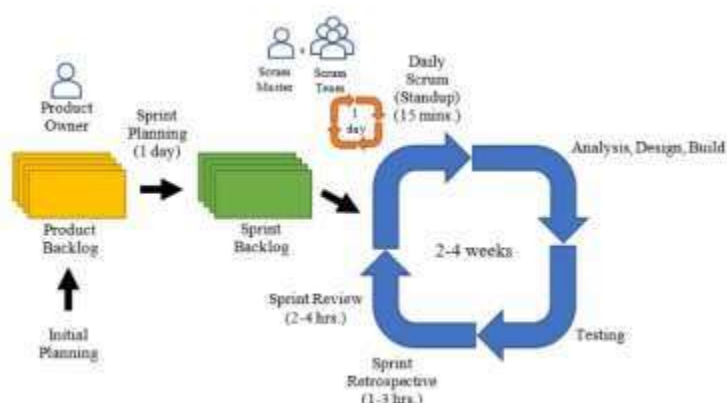 Product
Owner
Sprint
Planning
(1 day)
Scrum
Master
+
Scrum
Team
1
day
Daily
Scrum
(Standup)
(15 mins.)
Analysis, Design, Build
Product
Backlog
Sprint
Backlog
2-4 weeks
Initial
Planning
Sprint Review
(2-4 hrs.)
Testing
Sprint
Retrospective
(1-3 hrs.)